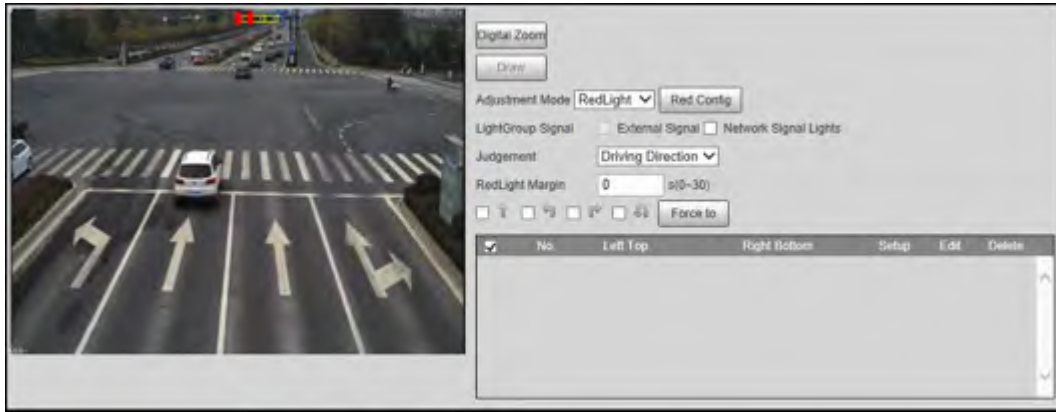 Digital Zoom
Draw
Adjustment Mode RedLight Red Config
LightGroup Signal External Signal Network Signal Lights
Judgement Driving Direction
RedLight Margin 0 s(0~30)
Force to
No. Left Top Right Bottom Setup Edit Delete